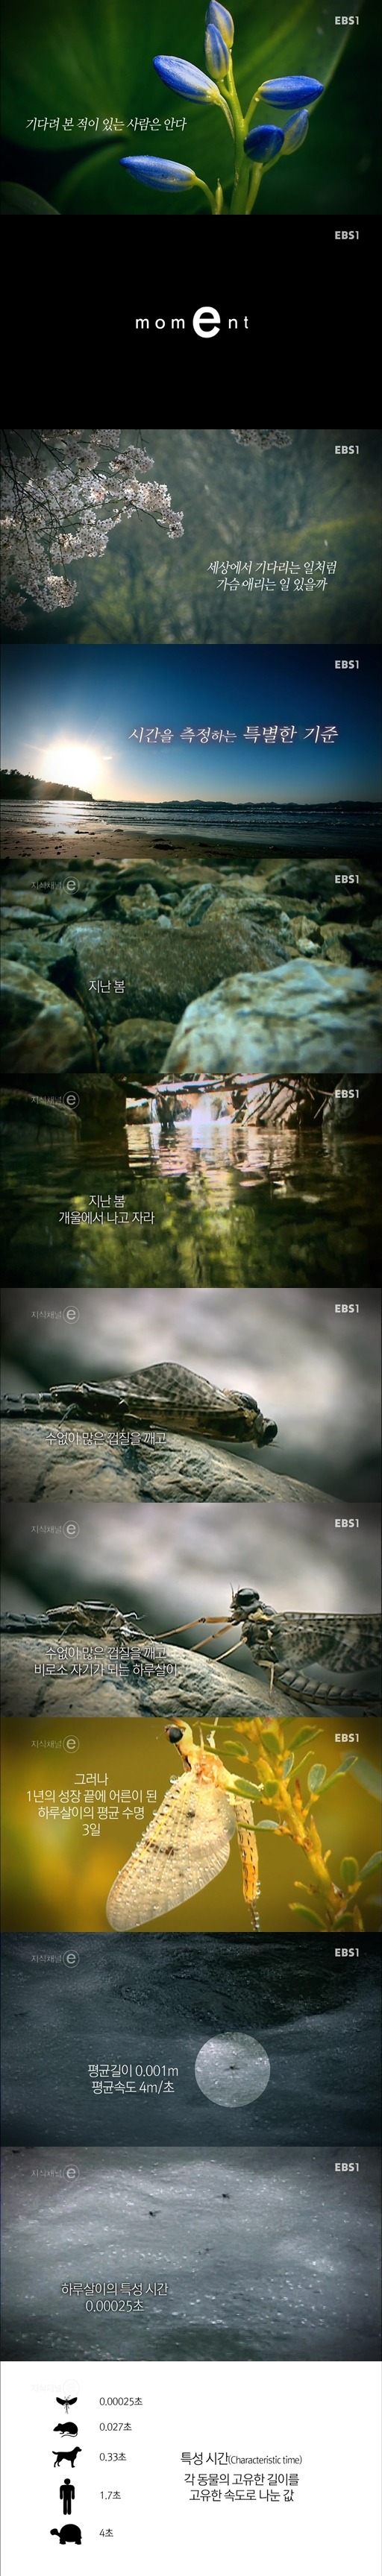 EBS1
기다려 본 적이 있는 사람은 안다
EBS1
moment
EBS1
세상에서 기다리는 일처럼
가슴 애리는 일 있을까
EBS1
시간을 측정하는 특별한 기준
지식채널 e
EBS1
지난 봄
지식채널 e
EBS1
지난 봄
개울에서 나고 자라
지식채널 e
EBS1
수없이 많은 껍질을 깨고
지식채널 e
EBS1
수없이 많은 껍질을 깨고
비로소 자기가 되는 하루살이
지식채널 e
EBS1
그러나
1년의 성장 끝에 어른이 된
하루살이의 평균 수명
3일
지식채널 e
EBS1
평균길이 0.001m
평균속도 4m/초
지식채널 e
EBS1
하루살이의 특성 시간
0.00025초
지식채널 e
0.00025초
0.027초
0.33초
1.7초
4초
특성 시간(Characteristic time)
각 동물의 고유한 길이를
고유한 속도로 나눈 값